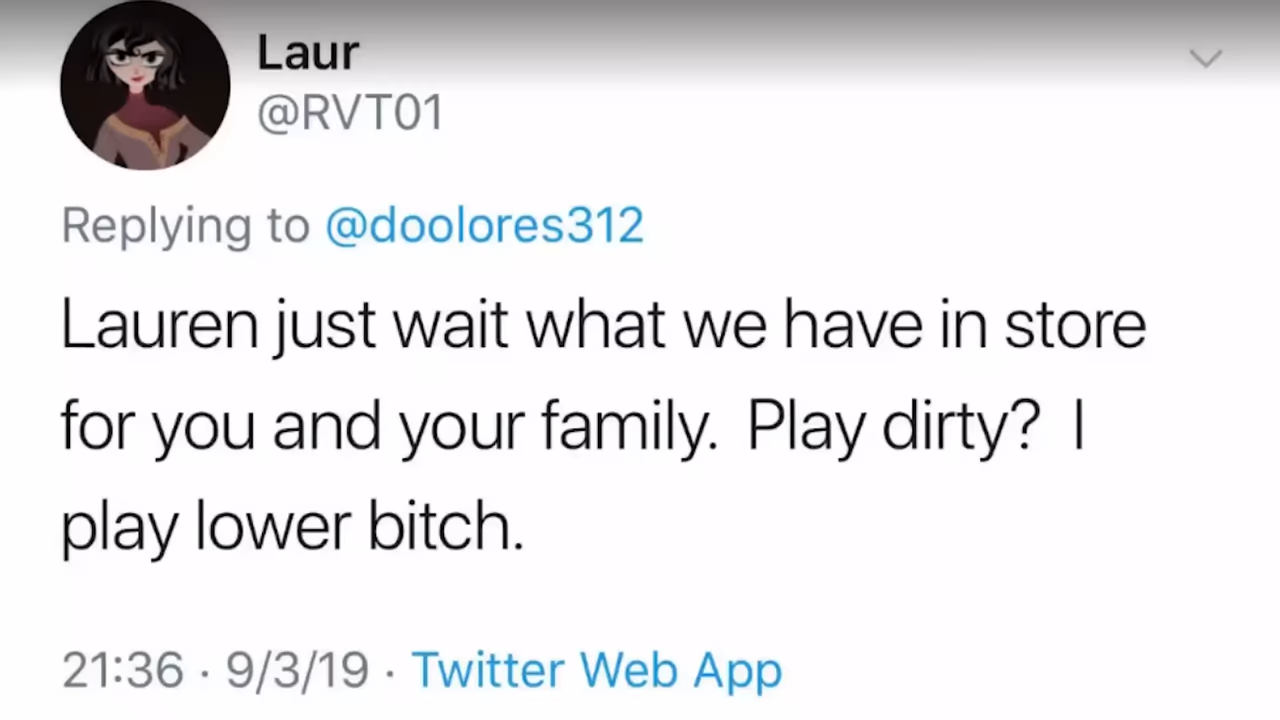 Laur
@RVT01
Replying to @doolores312
Lauren just wait what we have in store
for you and your family.  Play dirty?  I
play lower bitch.
21:36 · 9/3/19 · Twitter Web App